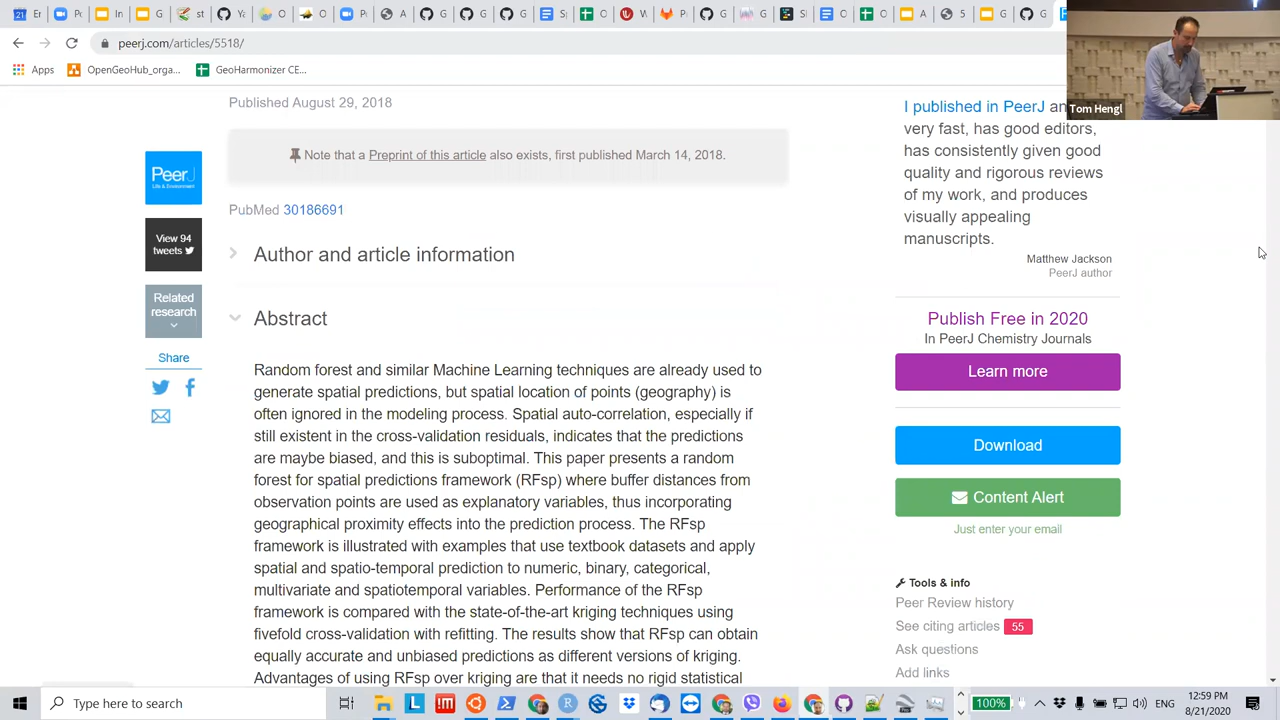 21
Yo
Co
A
St
G
S
V
P
peerj.com/articles/5518/
Apps
OpenGeoHub_orga...
GeoHarmonizer CE...
Tom Hengl
Published August 29, 2018
Note that a Preprint of this article also exists, first published March 14, 2018.
PeerJ
Life & Environment
PubMed 30186691
View 94
tweets
Author and article information
Related
research
Abstract
Share
Random forest and similar Machine Learning techniques are already used to
generate spatial predictions, but spatial location of points (geography) is
often ignored in the modeling process. Spatial auto-correlation, especially if
still existent in the cross-validation residuals, indicates that the predictions
are maybe biased, and this is suboptimal. This paper presents a random
forest for spatial predictions framework (RFsp) where buffer distances from
observation points are used as explanatory variables, thus incorporating
geographical proximity effects into the prediction process. The RFsp
framework is illustrated with examples that use textbook datasets and apply
spatial and spatio-temporal prediction to numeric, binary, categorical,
multivariate and spatiotemporal variables. Performance of the RFsp
framework is compared with the state-of-the-art kriging techniques using
fivefold cross-validation with refitting. The results show that RFsp can obtain
equally accurate and unbiased predictions as different versions of kriging.
Advantages of using RFsp over kriging are that it needs no rigid statistical
I published in PeerJ an
very fast, has good editors,
has consistently given good
quality and rigorous reviews
of my work, and produces
visually appealing
manuscripts.
Matthew Jackson
PeerJ author
Publish Free in 2020
In PeerJ Chemistry Journals
Learn more
Download
Content Alert
Just enter your email
Tools & info
Peer Review history
See citing articles 55
Ask questions
Add links
Type here to search
100%
ENG
12:59 PM
8/21/2020